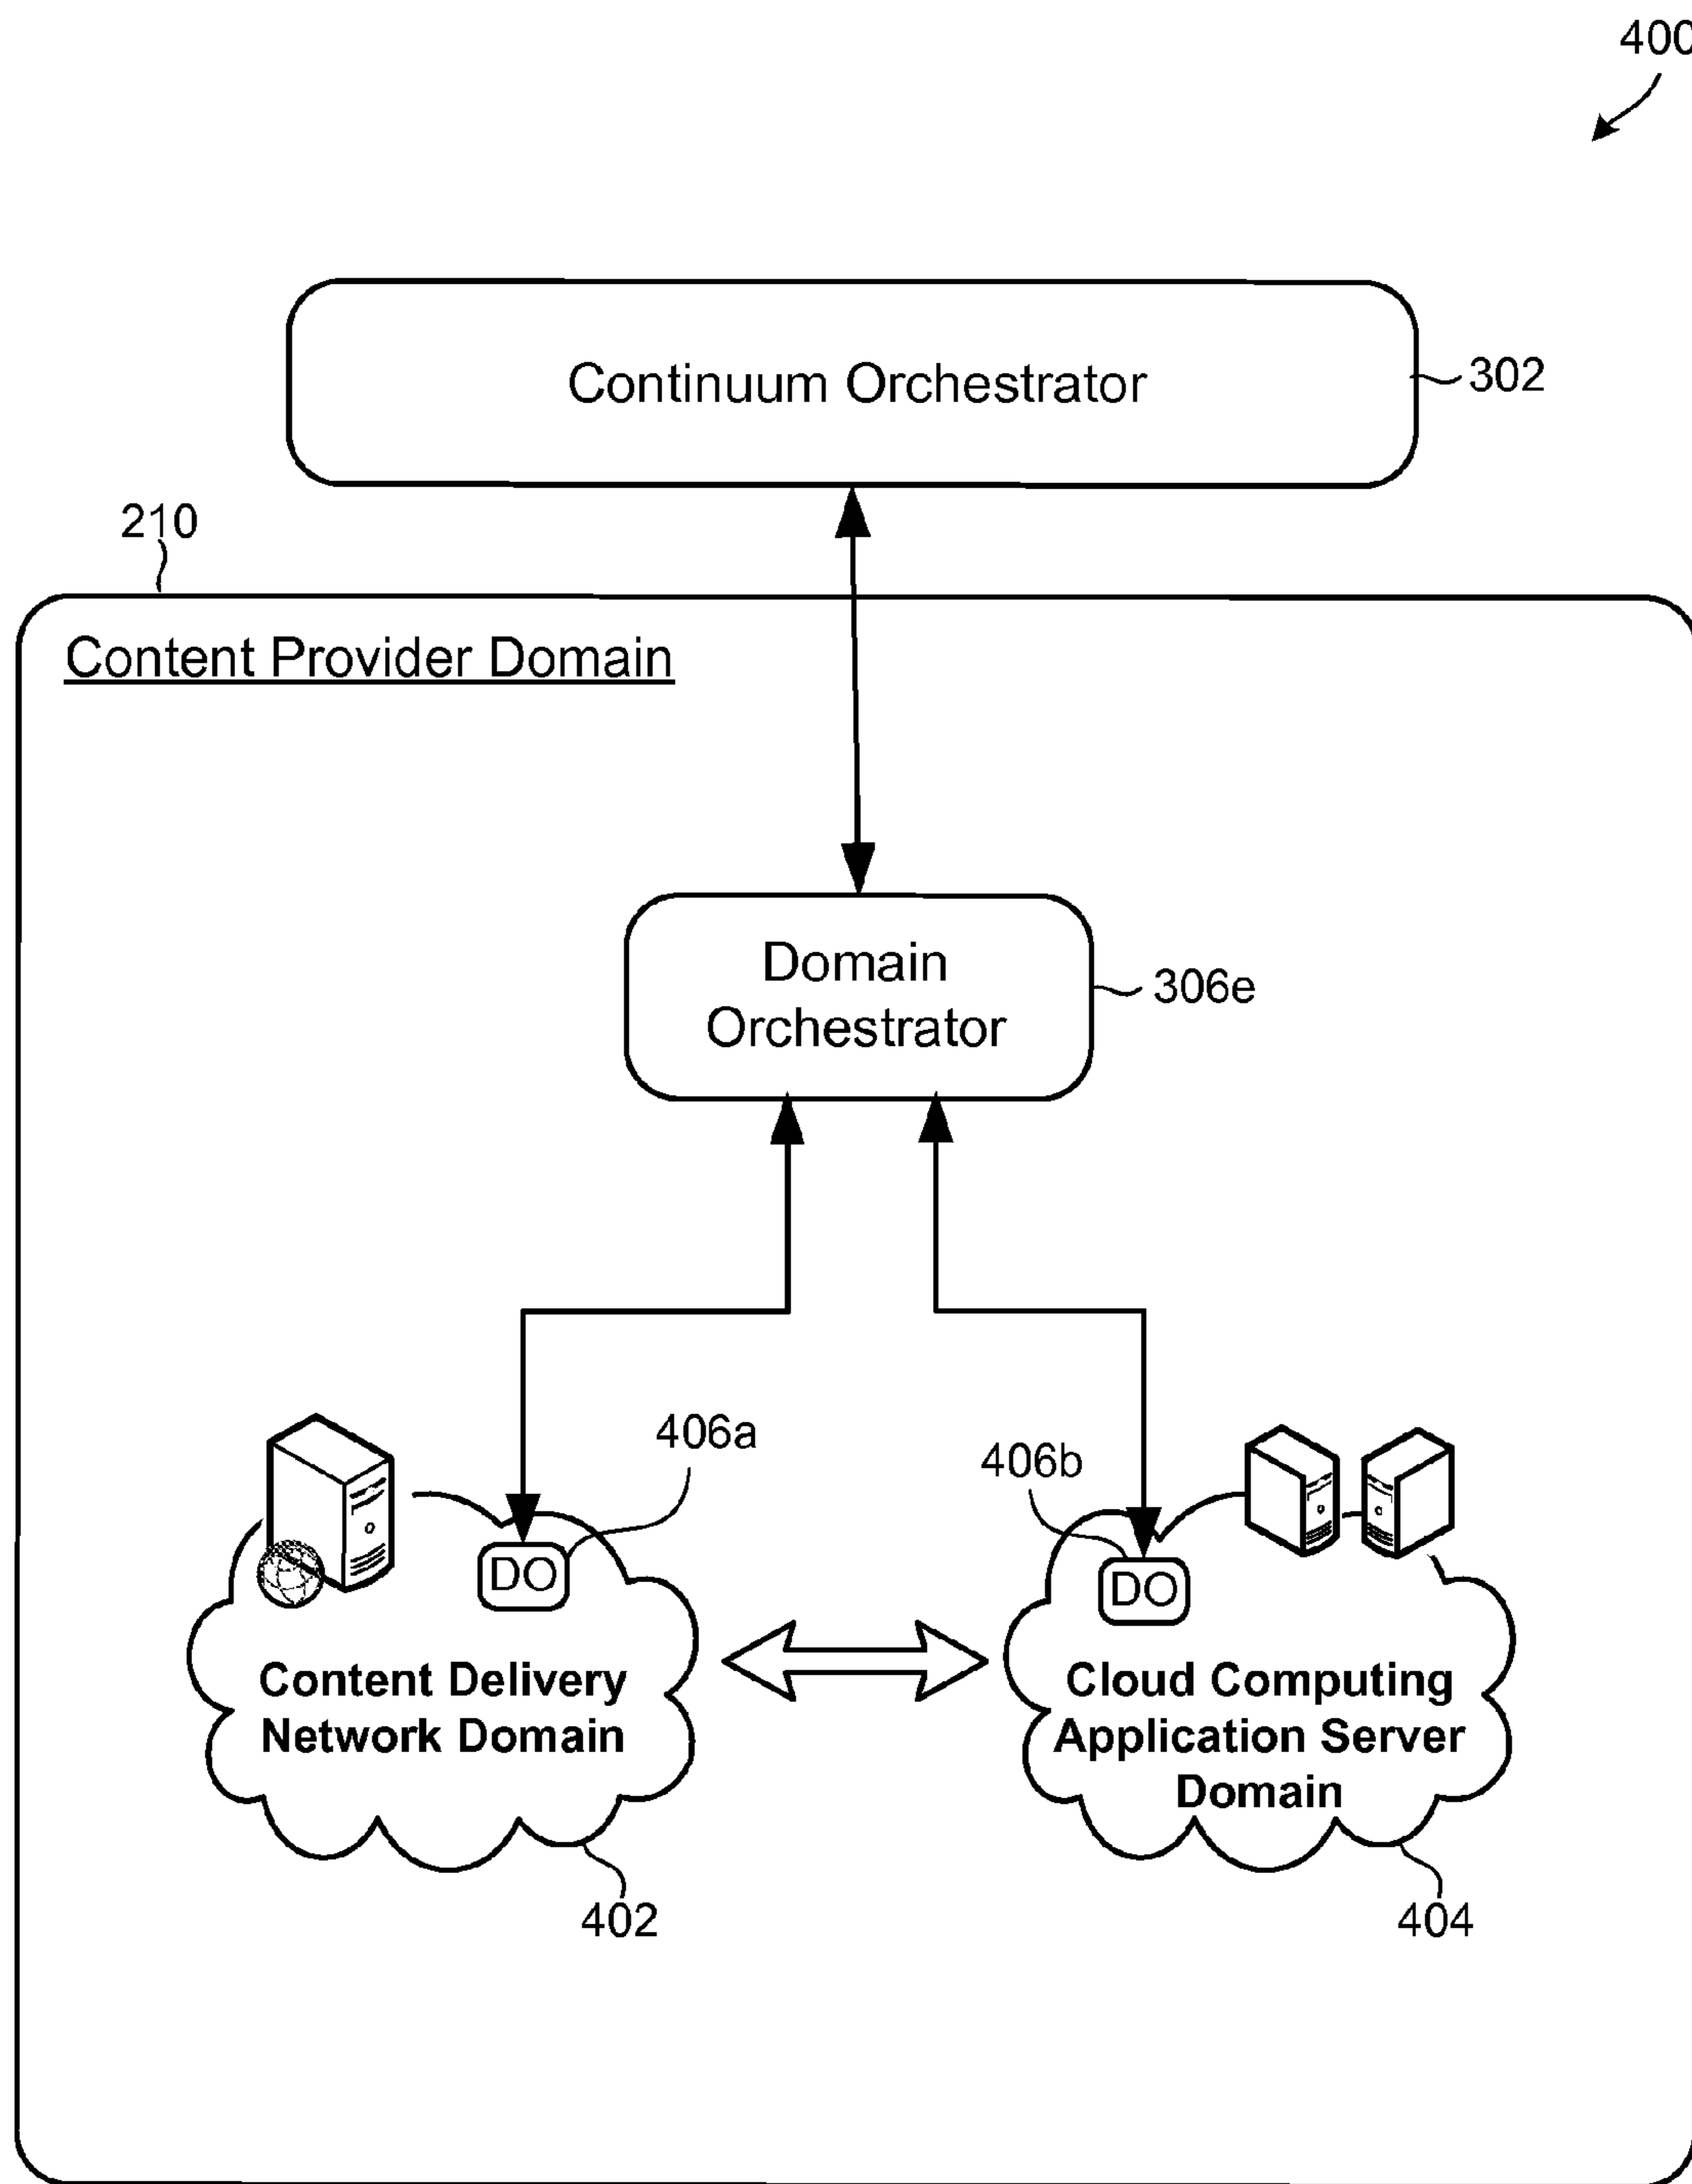 400
Continuum Orchestrator
302
210
Content Provider Domain
Domain
Orchestrator
306e
406a
406b
DO
DO
Content Delivery
Network Domain
Cloud Computing
Application Server
Domain
402
404